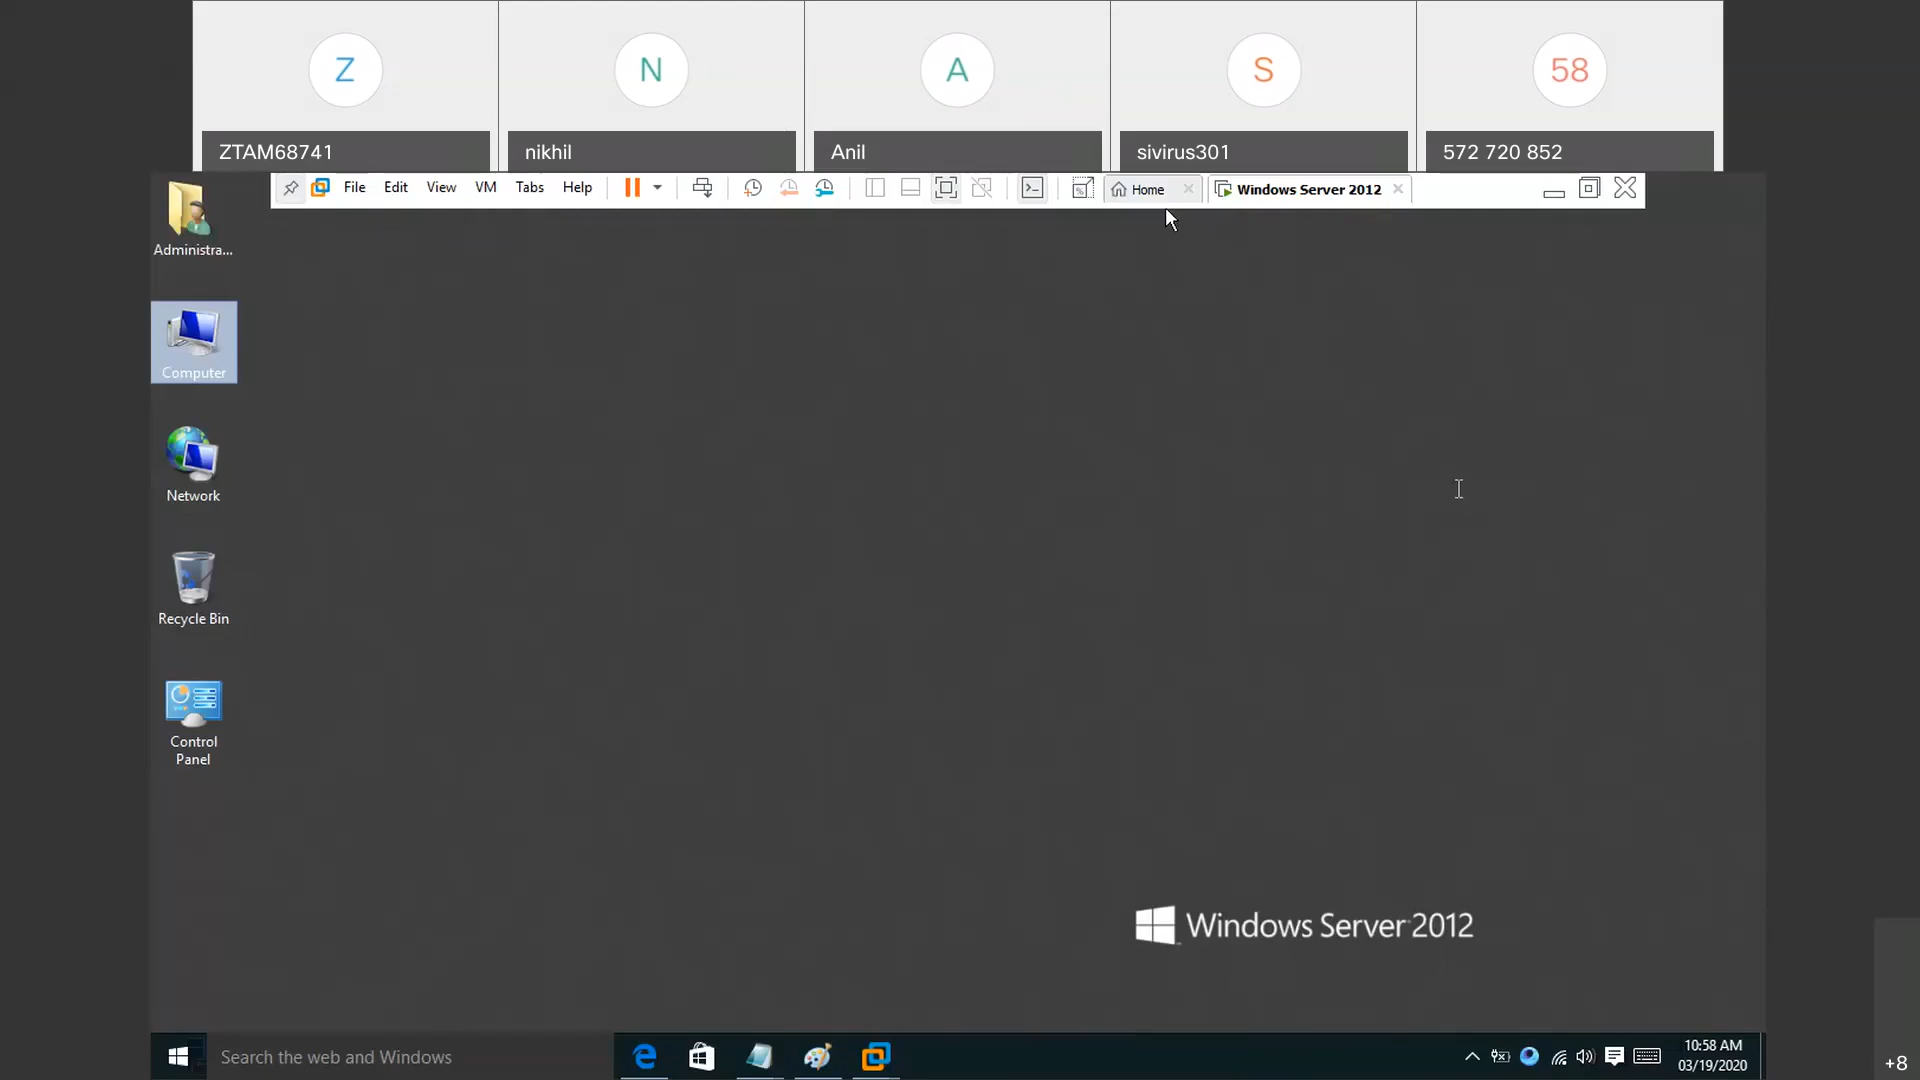 Z
N
A
S
58
ZTAM68741
nikhil
Anil
sivirus301
572 720 852
File Edit View VM Tabs Help
Home
Windows Server 2012
Administra...
Computer
Network
Recycle Bin
Control
Panel
Windows Server 2012
Search the web and Windows
10:58 AM
03/19/2020
+8